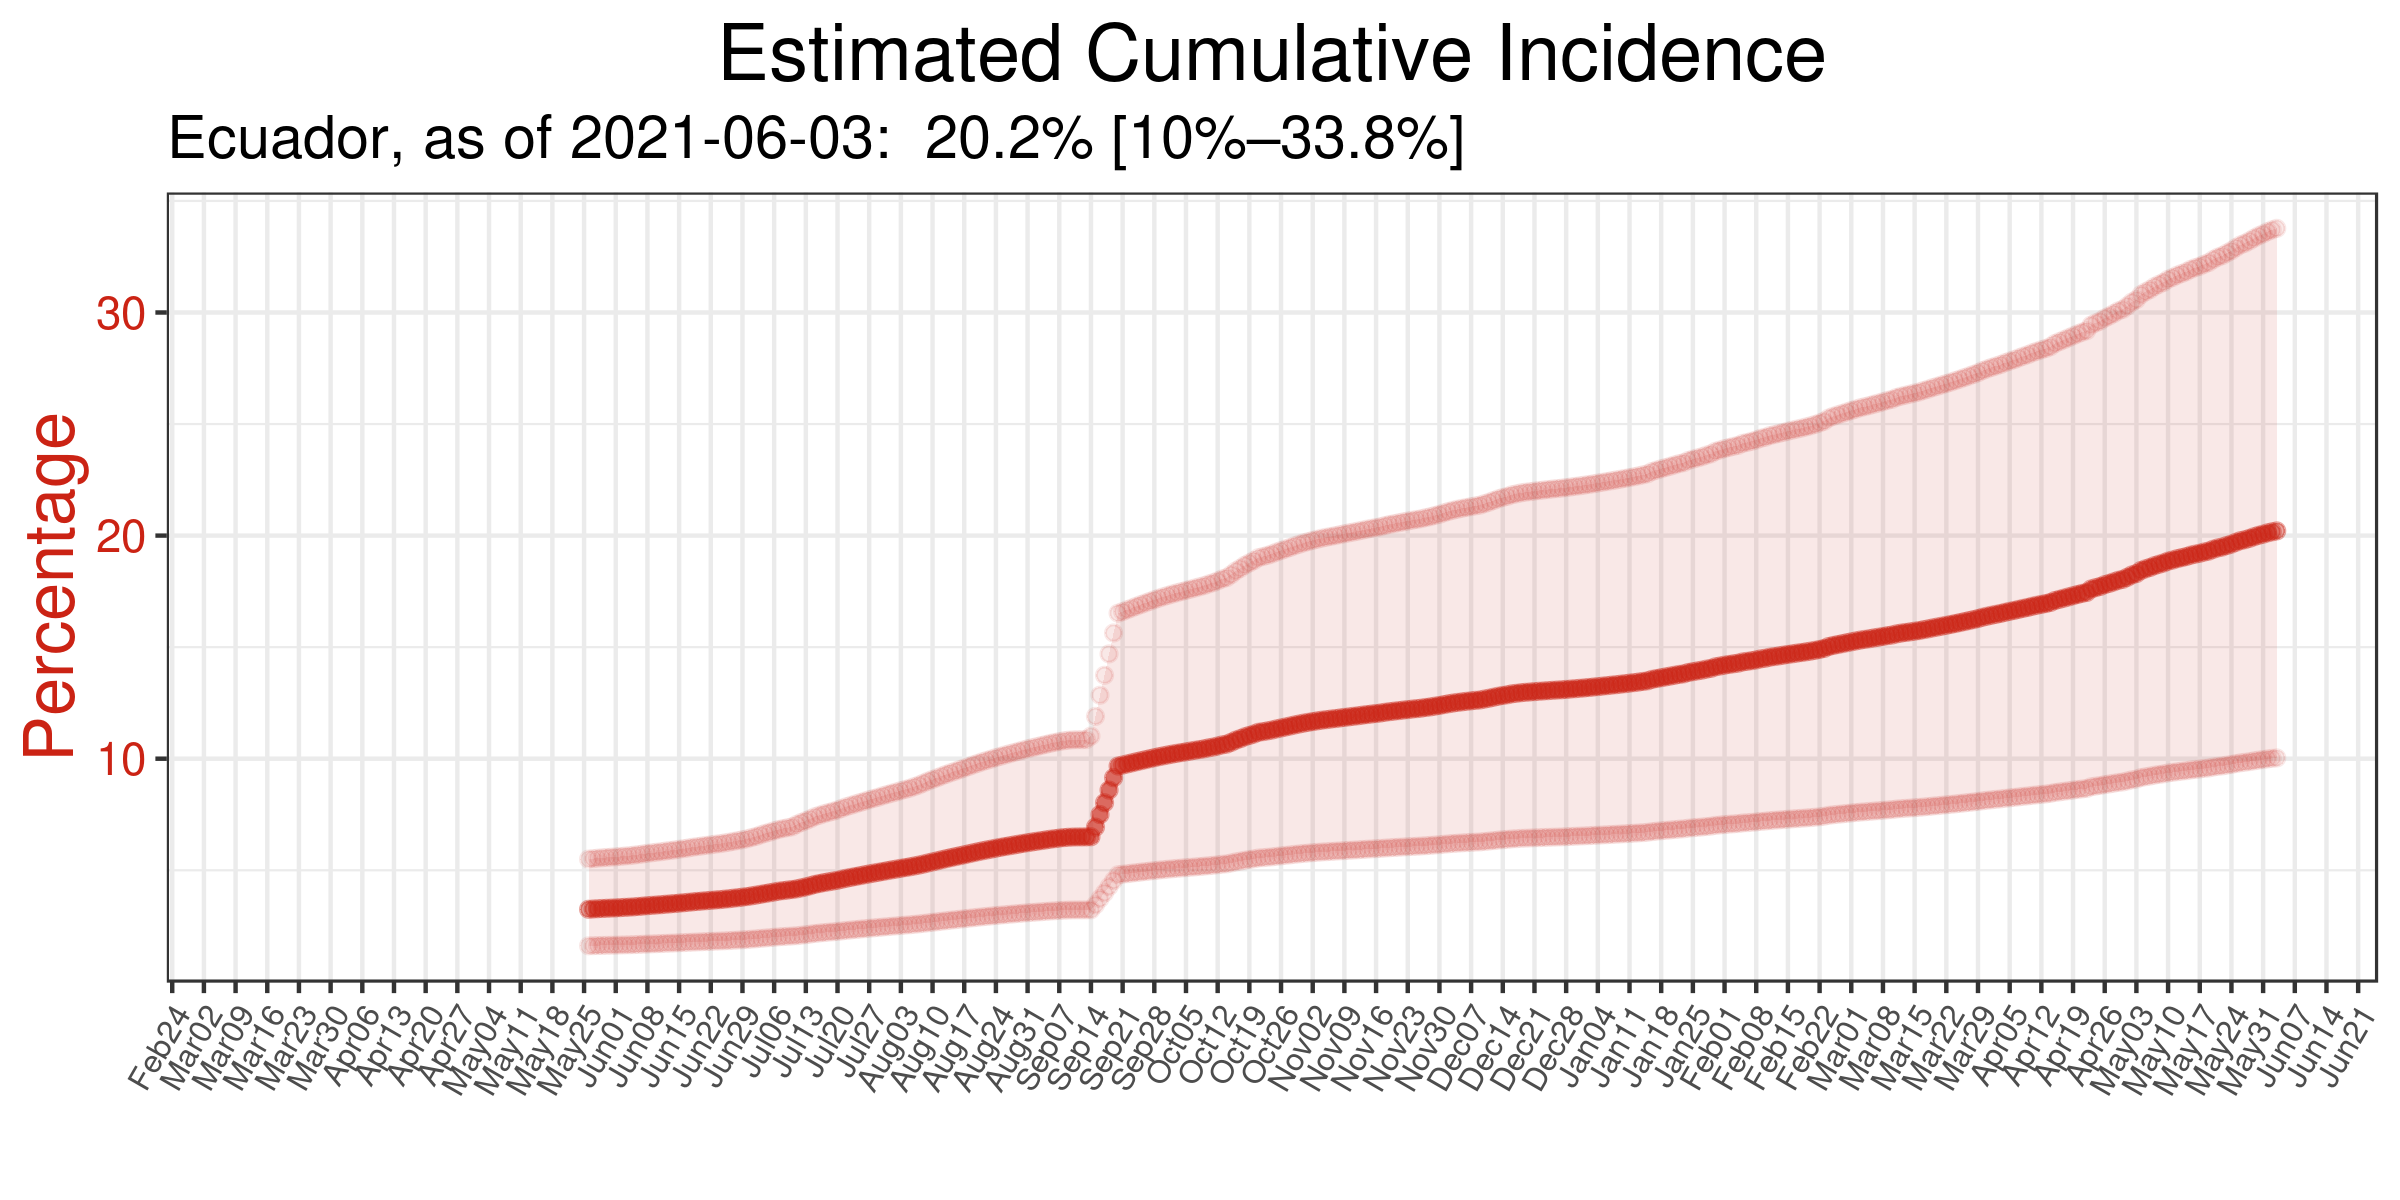 Estimated Cumulative Incidence
Ecuador, as of 2021-06-03:  20.2% [10%–33.8%]
Percentage
30
20
10
Feb24
Mar02
Mar09
Mar16
Mar23
Mar30
Apr06
Apr13
Apr20
Apr27
May04
May11
May18
May25
Jun01
Jun08
Jun15
Jun22
Jun29
Jul06
Jul13
Jul20
Jul27
Aug03
Aug10
Aug17
Aug24
Aug31
Sep07
Sep14
Sep21
Sep28
Oct05
Oct12
Oct19
Oct26
Nov02
Nov09
Nov16
Nov23
Nov30
Dec07
Dec14
Dec21
Dec28
Jan04
Jan11
Jan18
Jan25
Feb01
Feb08
Feb15
Feb22
Mar01
Mar08
Mar15
Mar22
Mar29
Apr05
Apr12
Apr19
Apr26
May03
May10
May17
May24
May31
Jun07
Jun14
Jun21